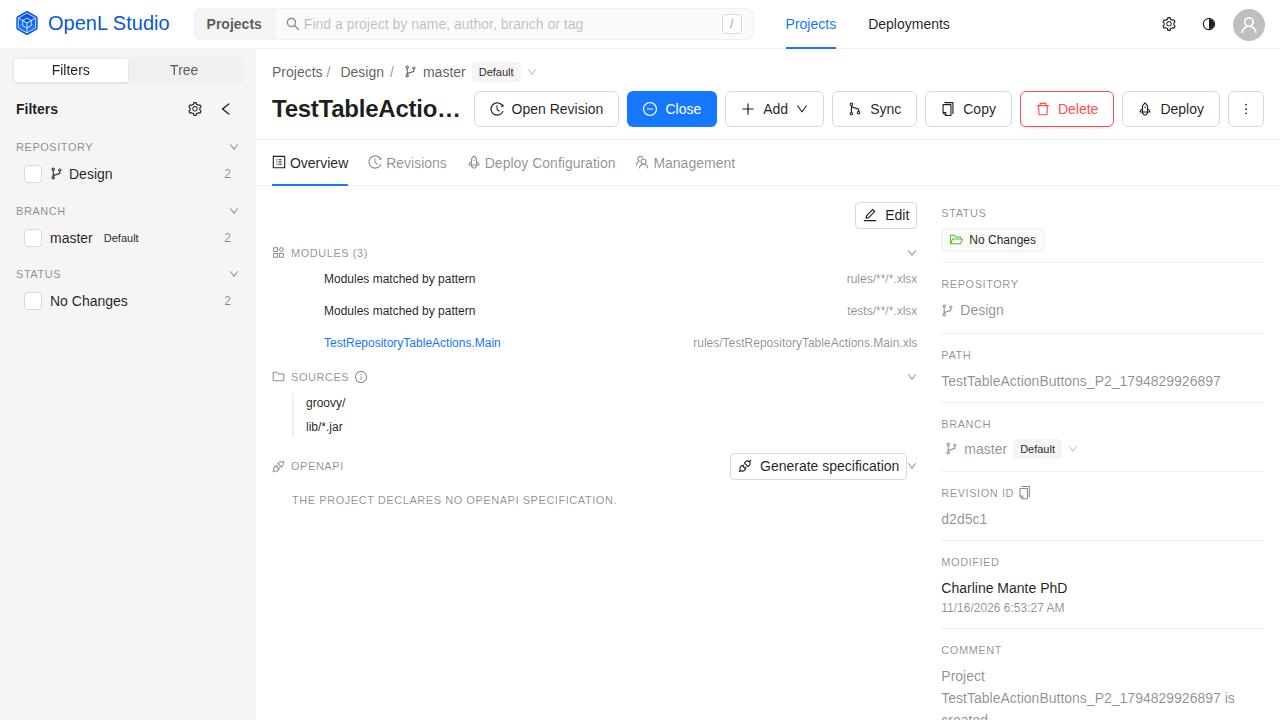 OpenL Studio
Projects
Find a project by name, author, branch or tag
/
Projects
Deployments
Filters
Tree
Filters
REPOSITORY
Design
2
BRANCH
master Default
2
STATUS
No Changes
2
Projects / Design / master Default
TestTableActio...
Open Revision
Close
Add
Sync
Copy
Delete
Deploy
Overview
Revisions
Deploy Configuration
Management
Edit
MODULES (3)
Modules matched by pattern
rules/**/*.xlsx
Modules matched by pattern
tests/**/*.xlsx
TestRepositoryTableActions.Main
rules/TestRepositoryTableActions.Main.xls
SOURCES
groovy/
lib/*.jar
OPENAPI
Generate specification
THE PROJECT DECLARES NO OPENAPI SPECIFICATION.
STATUS
No Changes
REPOSITORY
Design
PATH
TestTableActionButtons_P2_1794829926897
BRANCH
master Default
REVISION ID
d2d5c1
MODIFIED
Charline Mante PhD
11/16/2026 6:53:27 AM
COMMENT
Project
TestTableActionButtons_P2_1794829926897 is
created.